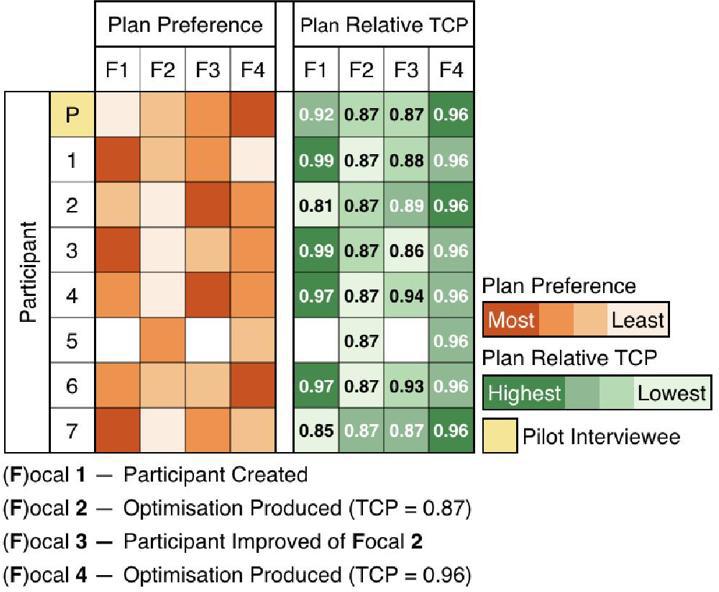 Plan Preference Plan Relative TCP
F1 F2 F3 F4 F1 F2 F3 F4
P 0.92 0.87 0.87 0.96
1 0.99 0.87 0.88 0.96
2 0.81 0.87 0.89 0.96
3 0.99 0.87 0.86 0.96
4 0.97 0.87 0.94 0.96
5 0.87 0.96
6 0.97 0.87 0.93 0.96
7 0.85 0.87 0.87 0.96
Participant
Plan Preference
Most Least
Plan Relative TCP
Highest Lowest
Pilot Interviewee
(F)ocal 1 — Participant Created
(F)ocal 2 — Optimisation Produced (TCP = 0.87)
(F)ocal 3 — Participant Improved of Focal 2
(F)ocal 4 — Optimisation Produced (TCP = 0.96)